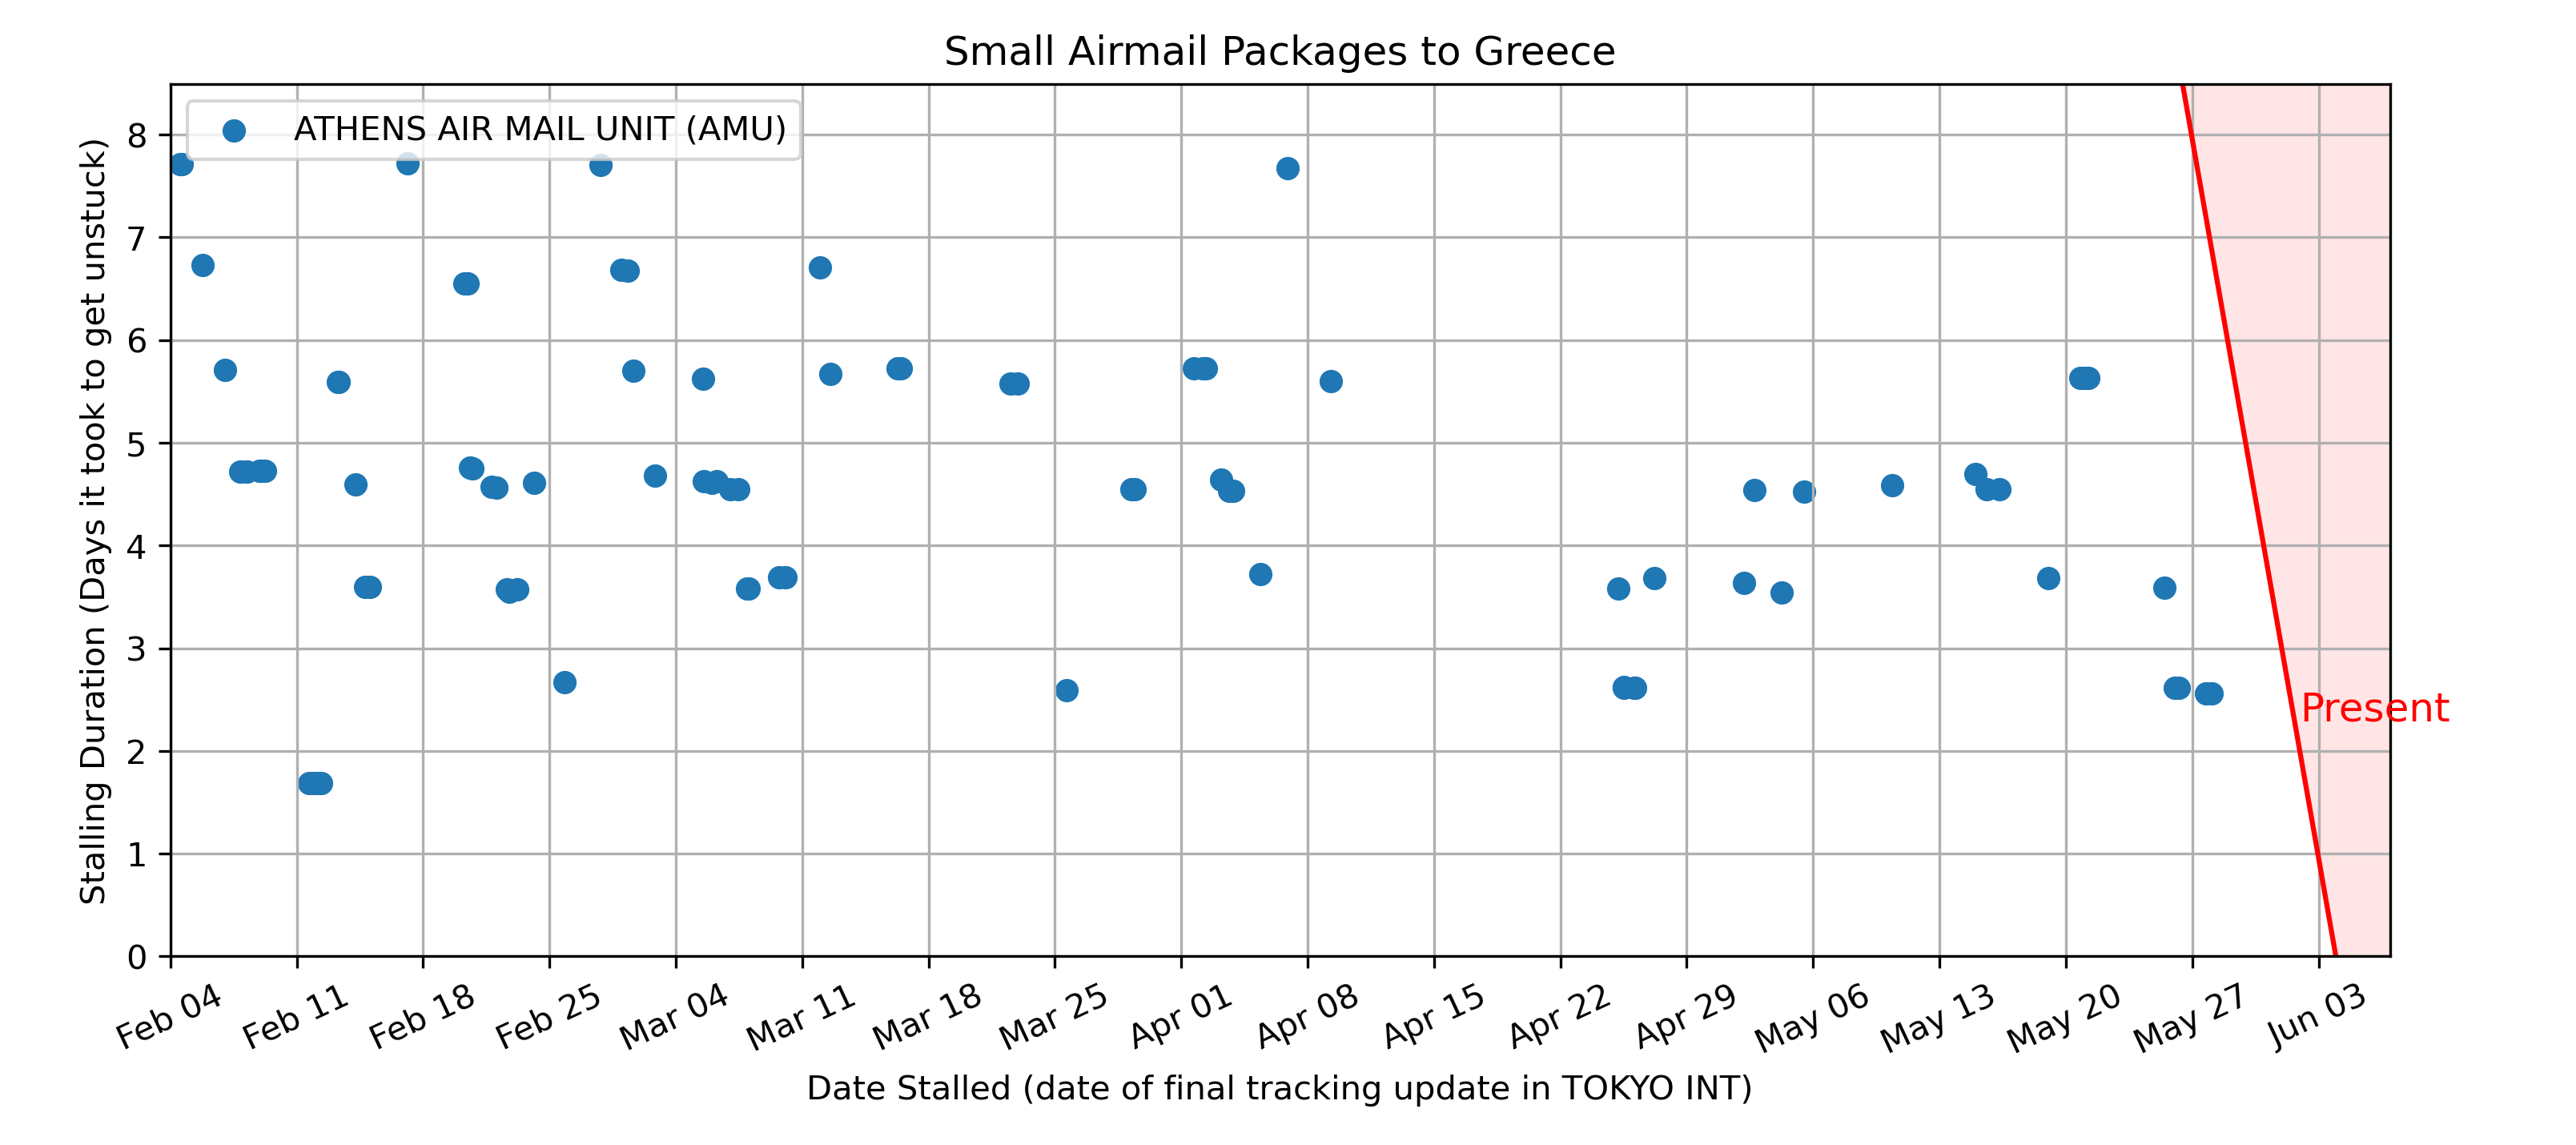 Small Airmail Packages to Greece
ATHENS AIR MAIL UNIT (AMU)
Stalling Duration (Days it took to get unstuck)
8
7
6
5
4
3
2
1
0
Present
Feb 04
Feb 11
Feb 18
Feb 25
Mar 04
Mar 11
Mar 18
Mar 25
Apr 01
Apr 08
Apr 15
Apr 22
Apr 29
May 06
May 13
May 20
May 27
Jun 03
Date Stalled (date of final tracking update in TOKYO INT)